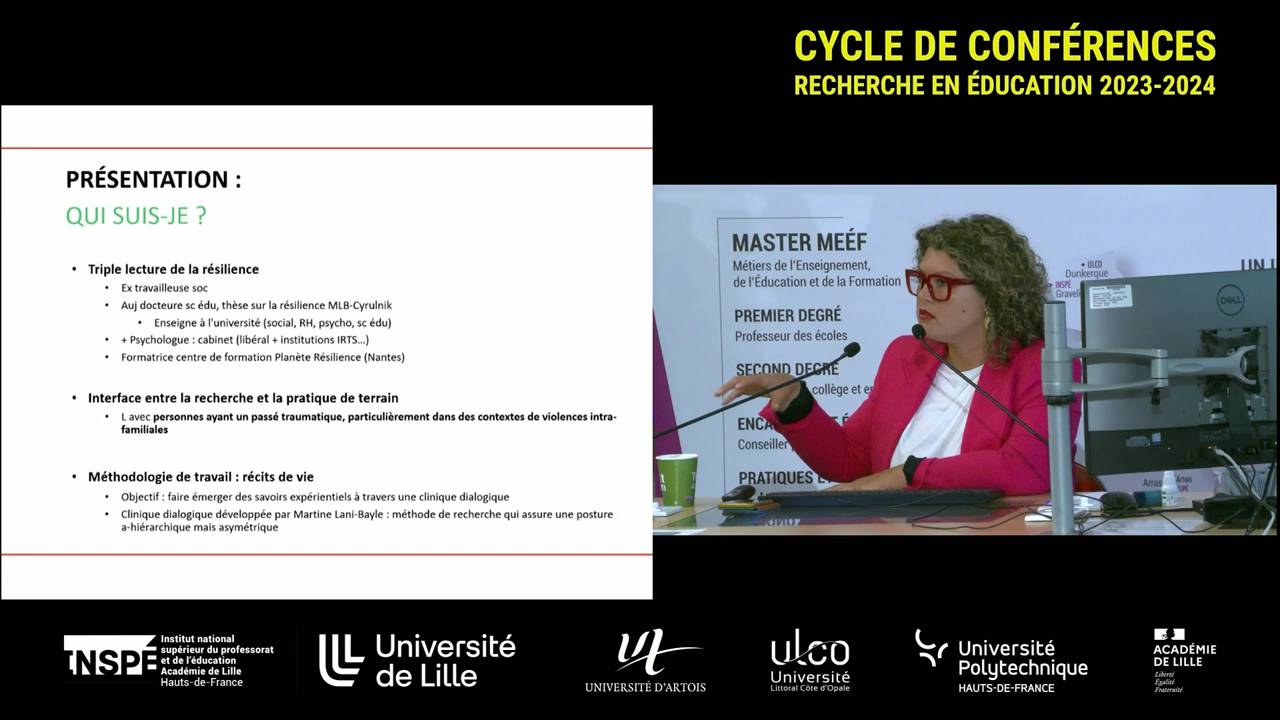 CYCLE DE CONFÉRENCES
RECHERCHE EN ÉDUCATION 2023-2024
PRÉSENTATION :
QUI SUIS-JE ?
• Triple lecture de la résilience
• Ex travailleuse soc
• Auj docteure sc édu, thèse sur la résilience MLB-Cyrulnik
• Enseigne à l'université (social, RH, psycho, sc édu)
• + Psychologue : cabinet (libéral + institutions IRTS...)
• Formatrice centre de formation Planète Résilience (Nantes)
• Interface entre la recherche et la pratique de terrain
• L avec personnes ayant un passé traumatique, particulièrement dans des contextes de violences intra-
familiales
• Méthodologie de travail : récits de vie
• Objectif : faire émerger des savoirs expérientiels à travers une clinique dialogique
• Clinique dialogique développée par Martine Lani-Bayle : méthode de recherche qui assure une posture
a-hiérarchique mais asymétrique
MASTER MEÉF
Métiers de l'Enseignement,
de l'Éducation et de la Formation
PREMIER DEGRÉ
Professeur des écoles
SECOND DEGRÉ
collège et
Conseiller
PRATIQUES
• ULCO
Dunkerque
INSPÉ
UN
DELL
INSPÉ
Institut national
supérieur du professorat
et de l'éducation
Académie de Lille
Hauts-de-France
Université
de Lille
UA
UNIVERSITÉ D'ARTOIS
ulco
Université
Littoral Côte d'Opale
Université
Polytechnique
HAUTS-DE-FRANCE
ACADÉMIE
DE LILLE
Liberté
Égalité
Fraternité